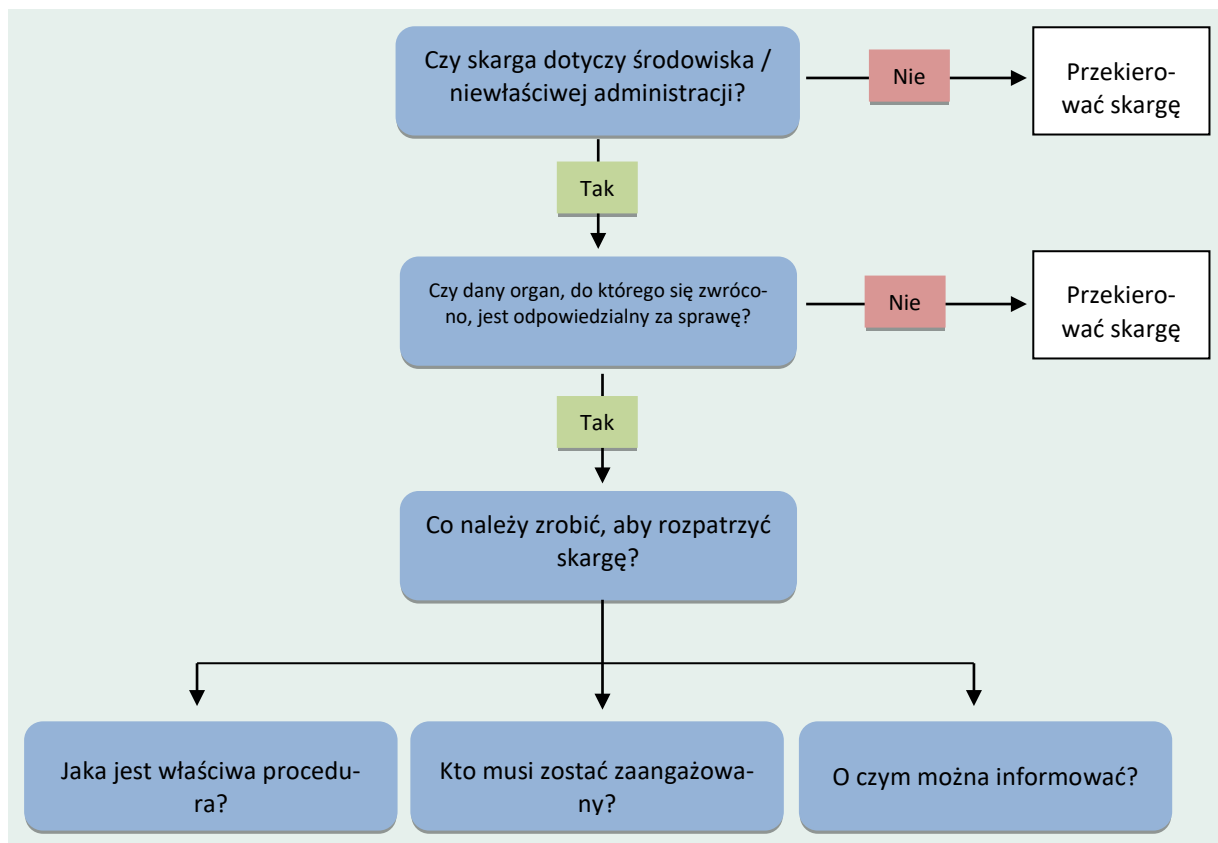 Czy skarga dotyczy środowiska /
niewłaściwej administracji?
Nie
Przekiero-
wać skargę
Tak
Czy dany organ, do którego się zwróco-
no, jest odpowiedzialny za sprawę?
Nie
Przekiero-
wać skargę
Tak
Co należy zrobić, aby rozpatrzyć
skargę?
Jaka jest właściwa procedu-
ra?
Kto musi zostać zaangażowa-
ny?
O czym można informować?